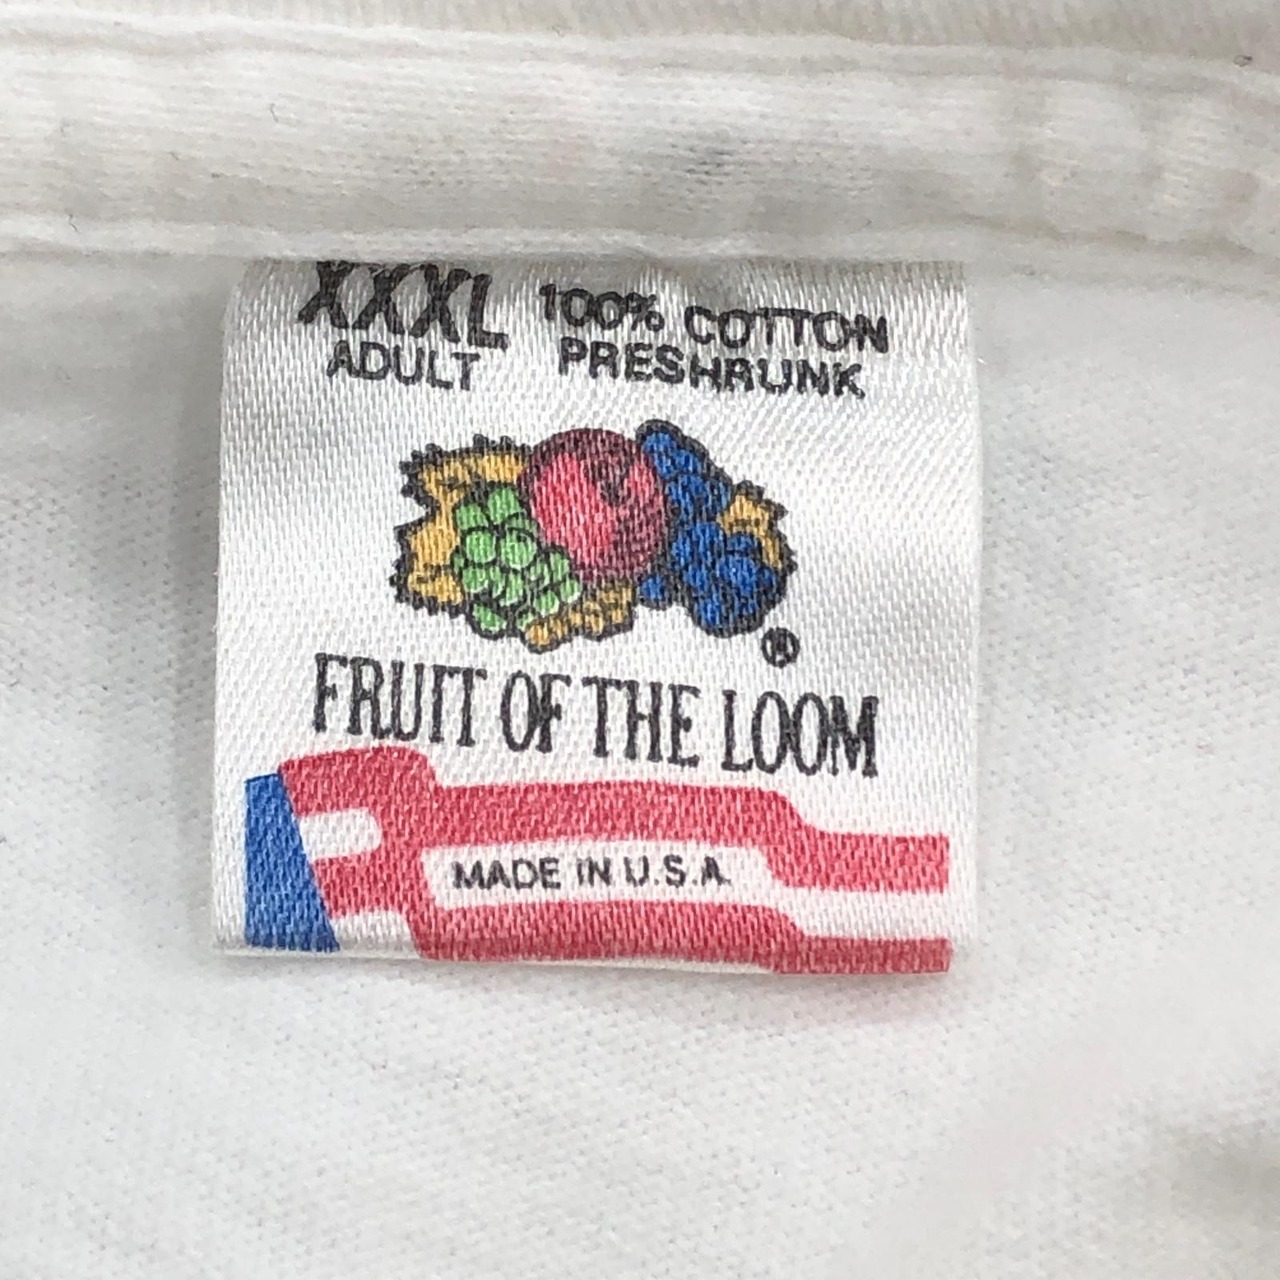 XXXL 100% COTTON
ADULT PRESHRUNK
®
FRUIT OF THE LOOM
MADE IN U.S.A.